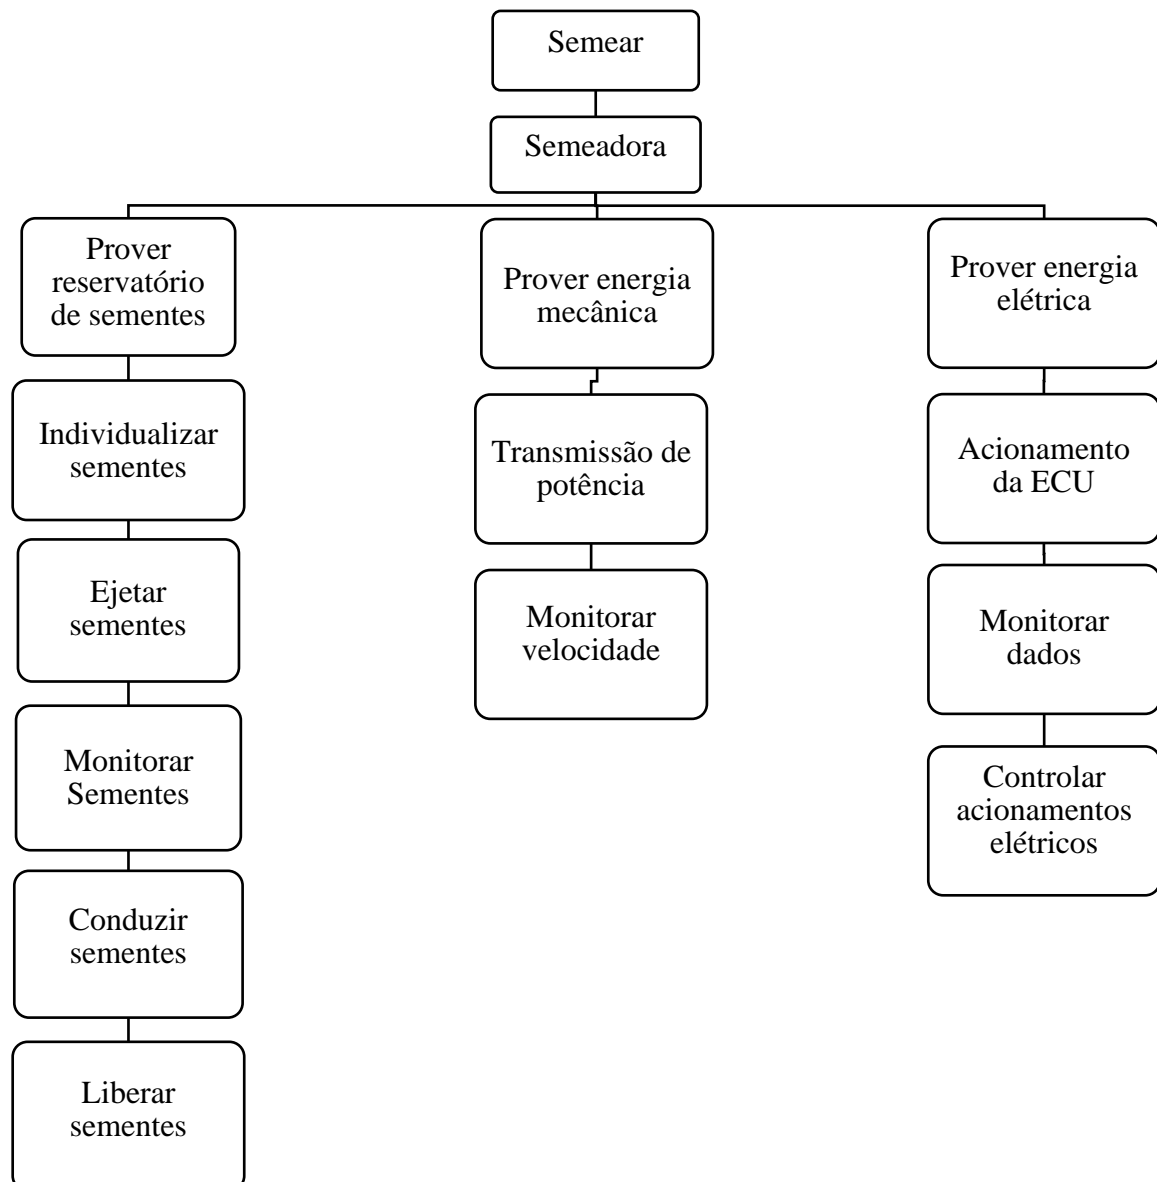 Semear
Semeadora
Prover
reservatório
de sementes
Individualizar
sementes
Ejetar
sementes
Monitorar
Sementes
Conduzir
sementes
Liberar
sementes
Prover energia
mecânica
Transmissão de
potência
Monitorar
velocidade
Prover energia
elétrica
Acionamento
da ECU
Monitorar
dados
Controlar
acionamentos
elétricos